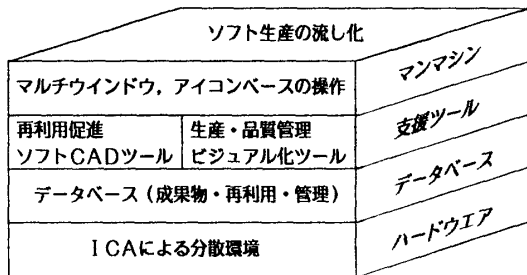 ソフト生産の流し化
マルチウインドウ，アイコンベースの操作
マンマシン
再利用促進
ソフトCADツール
生産・品質管理
ビジュアル化ツール
支援ツール
データベース（成果物・再利用・管理）
データベース
ICAによる分散環境
ハードウエア